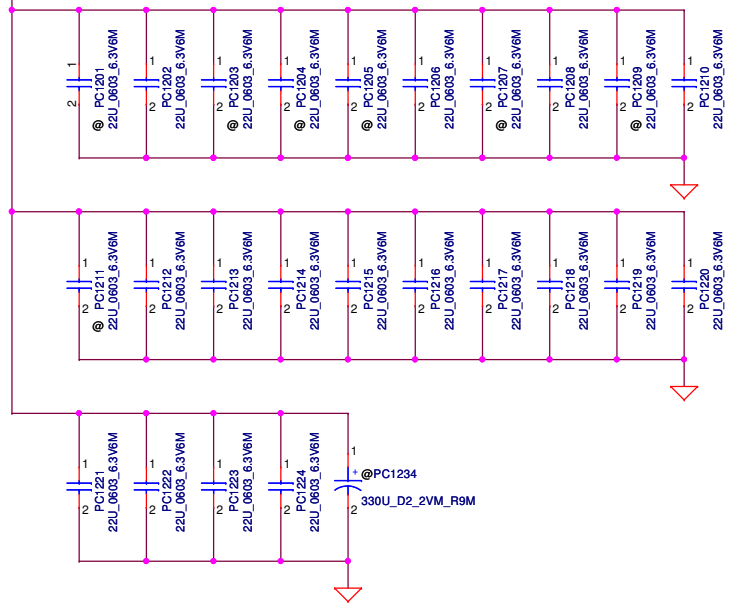 1
2
@ PC1201
22U_0603_6.3V6M
1
2
PC1202
22U_0603_6.3V6M
1
2
@ PC1203
22U_0603_6.3V6M
1
2
@ PC1204
22U_0603_6.3V6M
1
2
@ PC1205
22U_0603_6.3V6M
1
2
PC1206
22U_0603_6.3V6M
1
2
@ PC1207
22U_0603_6.3V6M
1
2
PC1208
22U_0603_6.3V6M
1
2
@ PC1209
22U_0603_6.3V6M
1
2
PC1210
22U_0603_6.3V6M
1
2
@ PC1211
22U_0603_6.3V6M
1
2
PC1212
22U_0603_6.3V6M
1
2
PC1213
22U_0603_6.3V6M
1
2
PC1214
22U_0603_6.3V6M
1
2
PC1215
22U_0603_6.3V6M
1
2
PC1216
22U_0603_6.3V6M
1
2
PC1217
22U_0603_6.3V6M
1
2
PC1218
22U_0603_6.3V6M
1
2
PC1219
22U_0603_6.3V6M
1
2
PC1220
22U_0603_6.3V6M
1
2
PC1221
22U_0603_6.3V6M
1
2
PC1222
22U_0603_6.3V6M
1
2
PC1223
22U_0603_6.3V6M
1
2
PC1224
22U_0603_6.3V6M
1
+ @PC1234
330U_D2_2VM_R9M
2